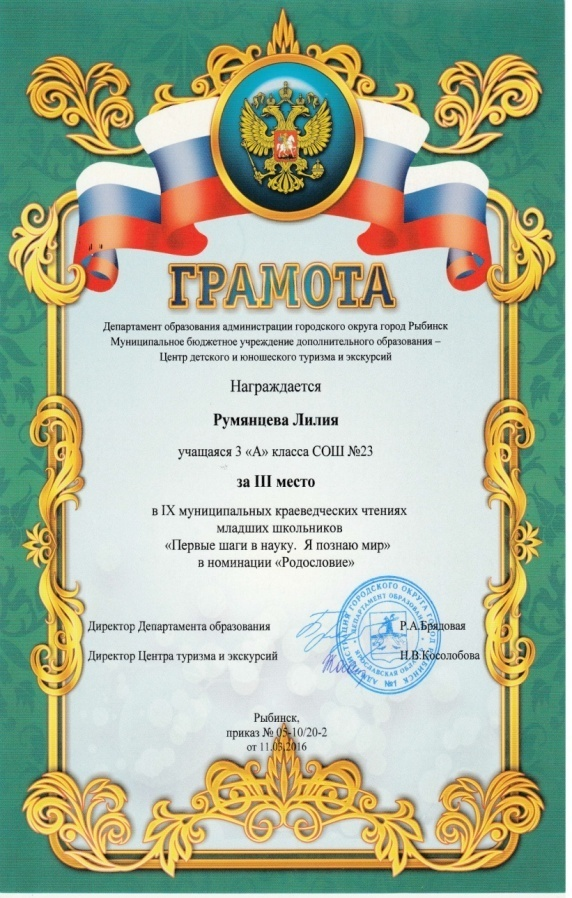 ГРАМОТА
Департамент образования администрации городского округа город Рыбинск
Муниципальное бюджетное учреждение дополнительного образования –
Центр детского и юношеского туризма и экскурсий
Награждается
Румянцева Лилия
учащаяся 3 «А» класса СОШ №23
за III место
в IX муниципальных краеведческих чтениях
младших школьников
«Первые шаги в науку. Я познаю мир»
в номинации «Родословие»
Директор Департамента образования Р.А.Брядовая
Директор Центра туризма и экскурсий Н.В.Косолобова
Рыбинск,
приказ № 05-10/20-2
от 11.03.2016